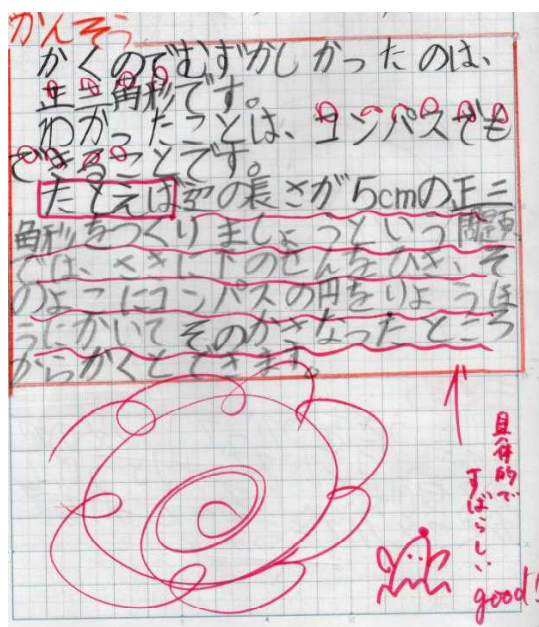 かんそう
かくのでむずかしかったのは、
正三角形です。
わかったことは、コンパスでも
できることです。
たとえば辺の長さが5cmの正三
角形をつくりましょうという問題
では、さきに下のせんをひき、そ
のよこにコンパスの円をりょうほ
うにかいてそのかさなったところ
からかくとできます。
具体的で
すばらしい
good!